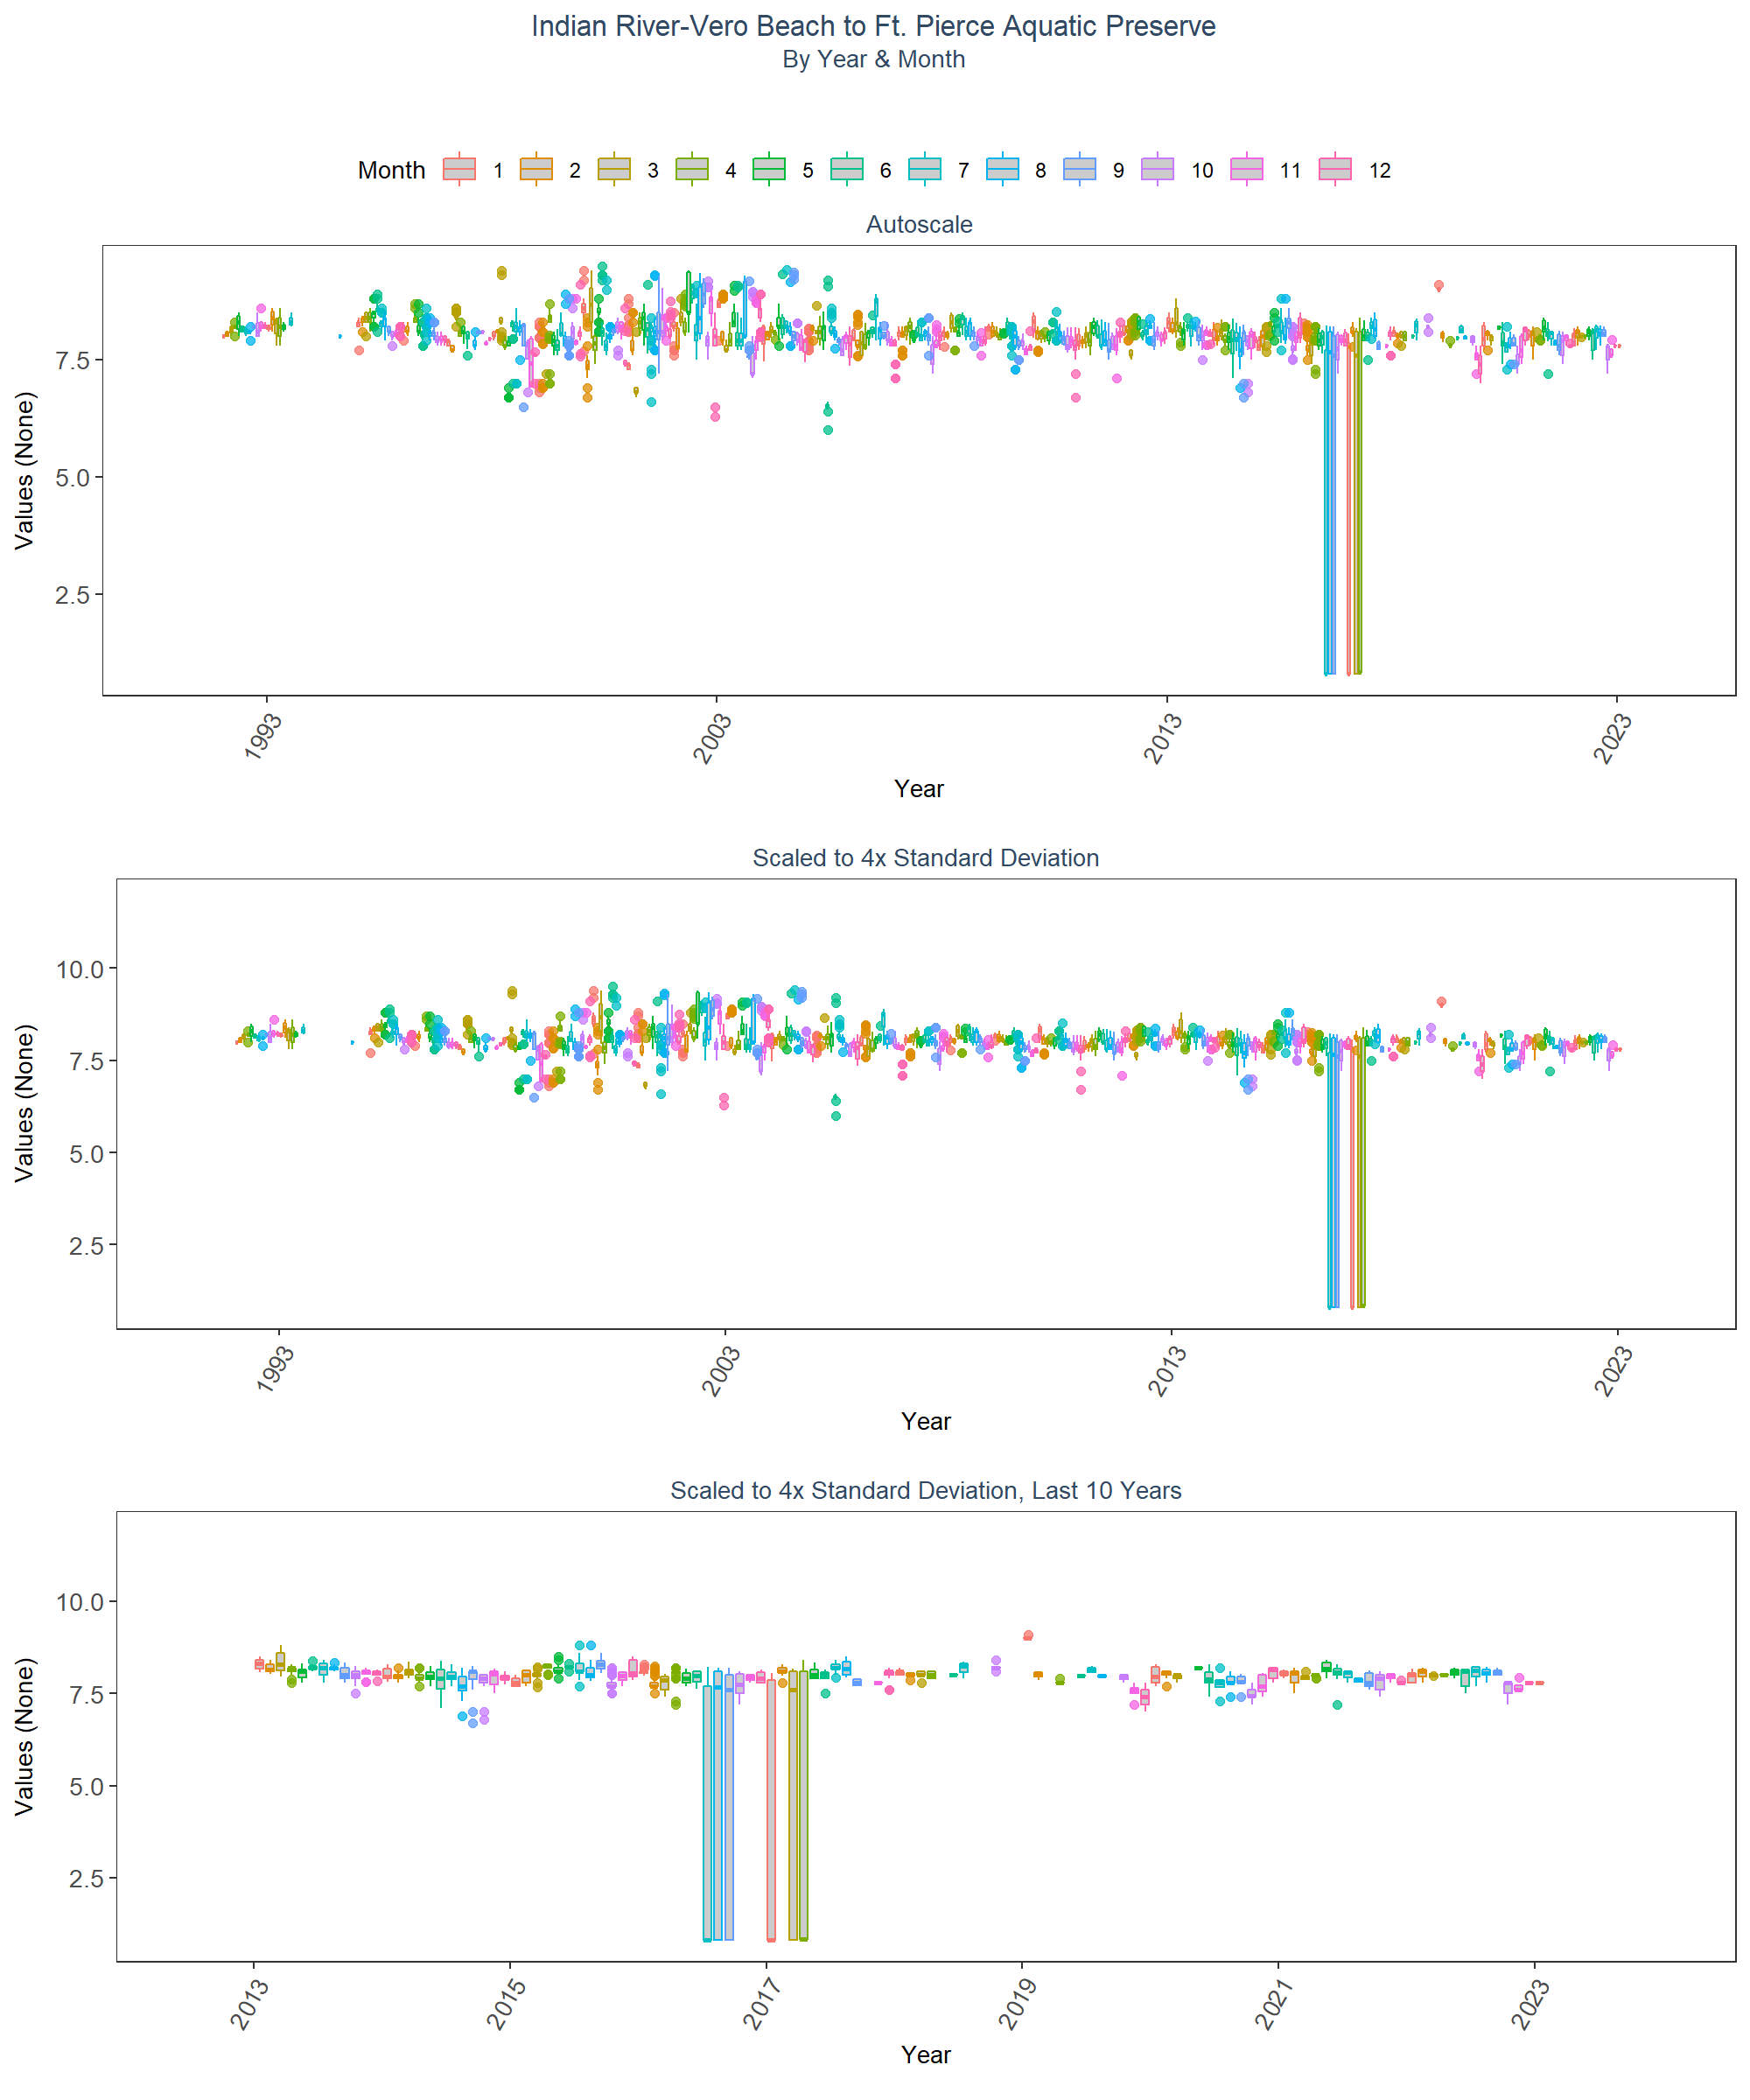 Indian River-Vero Beach to Ft. Pierce Aquatic Preserve
By Year & Month
Month 1 2 3 4 5 6 7 8 9 10 11 12
Autoscale
Values (None)
7.5
5.0
2.5
1993 2003 2013 2023
Year
Scaled to 4x Standard Deviation
Values (None)
10.0
7.5
5.0
2.5
1993 2003 2013 2023
Year
Scaled to 4x Standard Deviation, Last 10 Years
Values (None)
10.0
7.5
5.0
2.5
2013 2015 2017 2019 2021 2023
Year